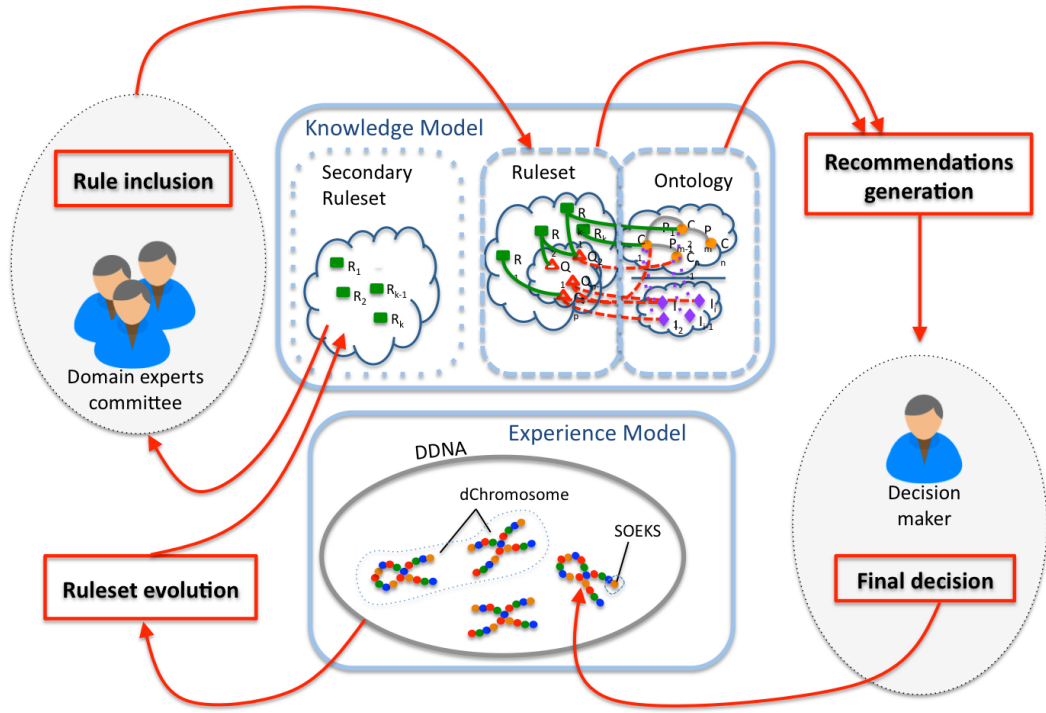 Knowledge Model
Rule inclusion
Domain experts
committee
Secondary
Ruleset
R1
R2
Rk-1
Rk
Ruleset
Ontology
Recommendations
generation
Decision
maker
Final decision
Experience Model
DDNA
dChromosome
SOEKS
Ruleset evolution